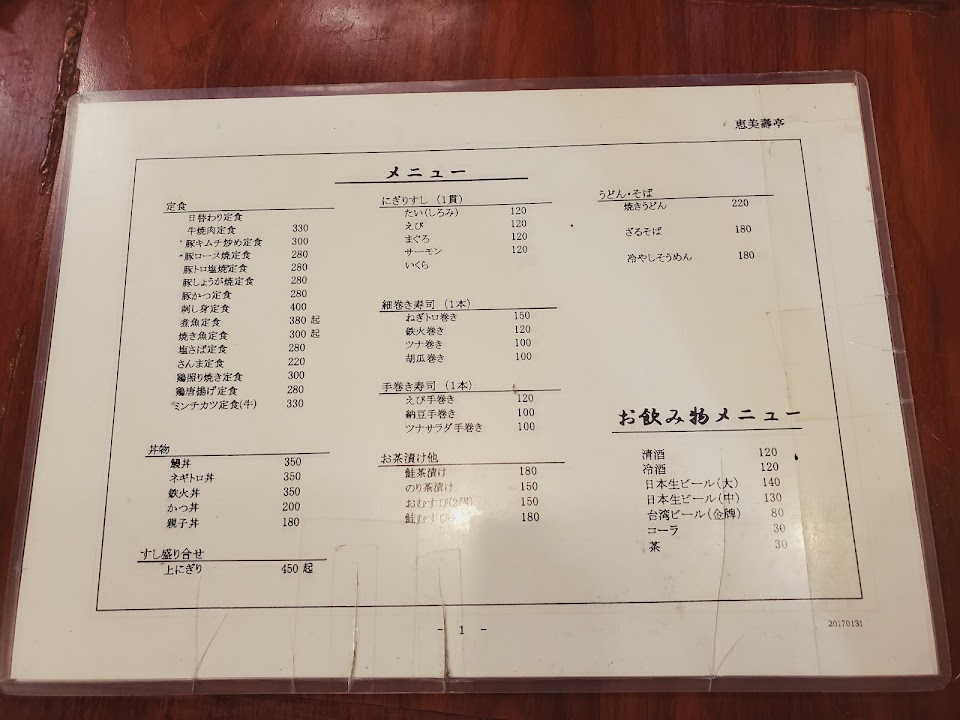 恵美壽亭
メニュー
定食
日替わり定食
牛焼肉定食 330
豚キムチ炒め定食 300
豚ロース焼定食 280
豚トロ塩焼定食 280
豚しょうが焼定食 280
豚かつ定食 280
刺し身定食 400
煮魚定食 380 起
焼き魚定食 300 起
塩さば定食 280
さんま定食 220
鶏照り焼き定食 300
鶏唐揚げ定食 280
ミンチカツ定食(牛) 330
丼物
鰻丼 350
ネギトロ丼 350
鉄火丼 350
かつ丼 200
親子丼 180
すし盛り合せ
上にぎり 450 起
にぎりすし (1貫)
たい(しろみ) 120
えび 120
まぐろ 120
サーモン 120
いくら
細巻き寿司 (1本)
ねぎトロ巻き 150
鉄火巻き 120
ツナ巻き 100
胡瓜巻き 100
手巻き寿司 (1本)
えび手巻き 120
納豆手巻き 100
ツナサラダ手巻き 100
お茶漬け他
鮭茶漬け 180
のり茶漬け 150
おむすび(2個) 150
鮭むすび 180
うどん・そば
焼きうどん 220
ざるそば 180
冷やしそうめん 180
お飲み物メニュー
清酒 120
冷酒 120
日本生ビール(大) 140
日本生ビール(中) 130
台湾ビール(金牌) 80
コーラ 30
茶 30
- 1 -
20170131